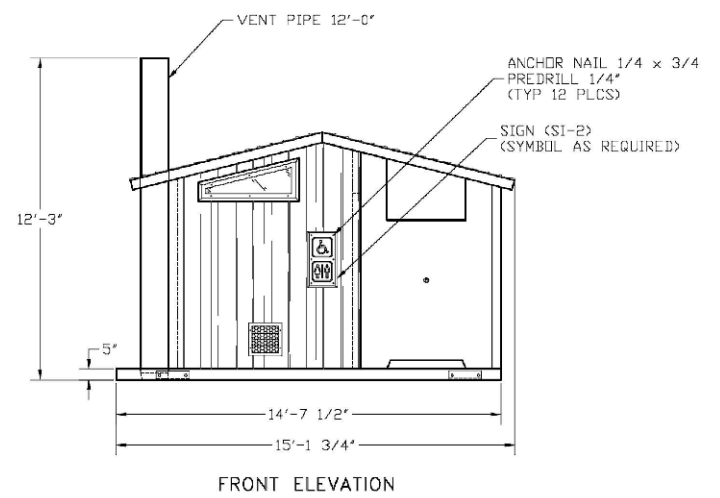 VENT PIPE 12'-0"
ANCHOR NAIL 1/4 x 3/4
PREDRILL 1/4"
(TYP 12 PLCS)
SIGN (SI-2)
(SYMBOL AS REQUIRED)
12'-3"
5"
14'-7 1/2"
15'-1 3/4"
FRONT ELEVATION